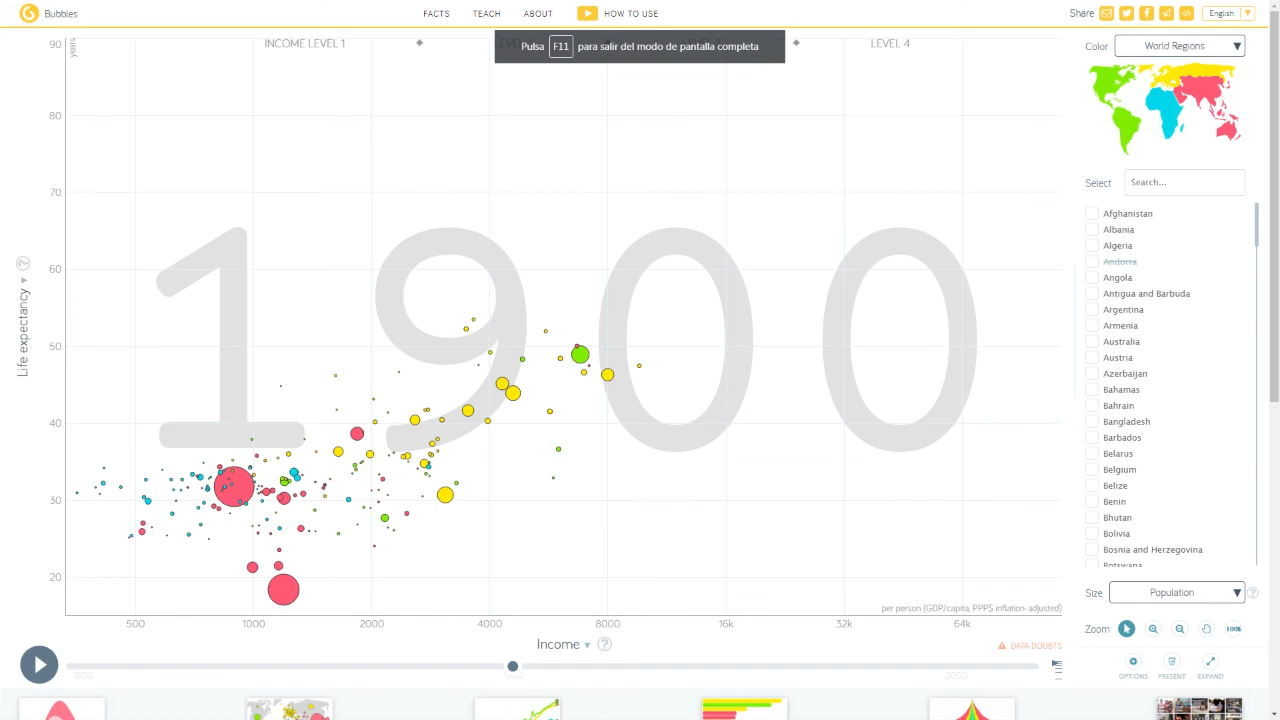 Bubbles
FACTS TEACH ABOUT HOW TO USE
Share
English ▼
Pulsa F11 para salir del modo de pantalla completa
INCOME LEVEL 1
LEVEL 4
years
90
80
70
60
50
40
30
20
1900
Life expectancy ▼ ?
per person (GDP/capita, PPP$ inflation-adjusted)
500 1000 2000 4000 8000 16k 32k 64k
Income ▼ ?
DATA DOUBTS
1800 1900 2000
Color World Regions ▼
Select Search...
Afghanistan
Albania
Algeria
Andorra
Angola
Antigua and Barbuda
Argentina
Armenia
Australia
Austria
Azerbaijan
Bahamas
Bahrain
Bangladesh
Barbados
Belarus
Belgium
Belize
Benin
Bhutan
Bolivia
Bosnia and Herzegovina
Botswana
Size Population ▼ ?
Zoom 100%
OPTIONS PRESENT EXPAND